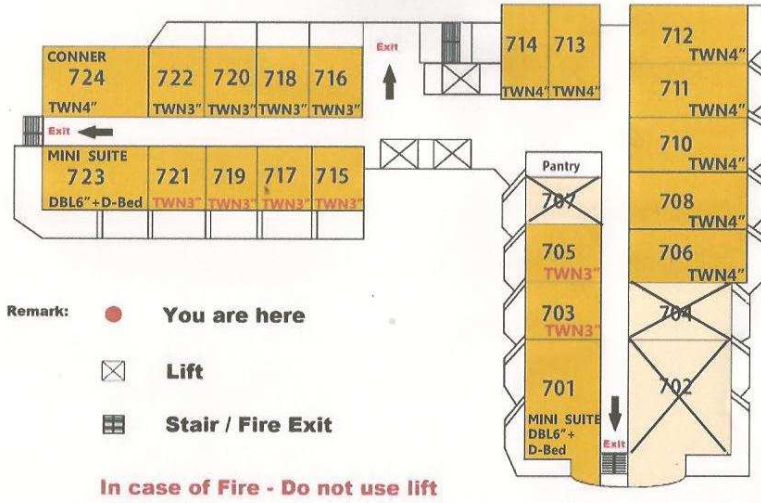 CONNER
724
TWN4"
722
TWN3"
720
TWN3"
718
TWN3"
716
TWN3"
Exit
714
TWN4"
713
TWN4"
712
TWN4"
711
TWN4"
710
TWN4"
708
TWN4"
706
TWN4"
704
702
Exit
MINI SUITE
723
DBL6"+D-Bed
721
TWN3"
719
TWN3"
717
TWN3"
715
TWN3"
Pantry
707
705
TWN3"
703
TWN3"
701
MINI SUITE
DBL6"+
D-Bed
Exit
Remark:
You are here
Lift
Stair / Fire Exit
In case of Fire - Do not use lift